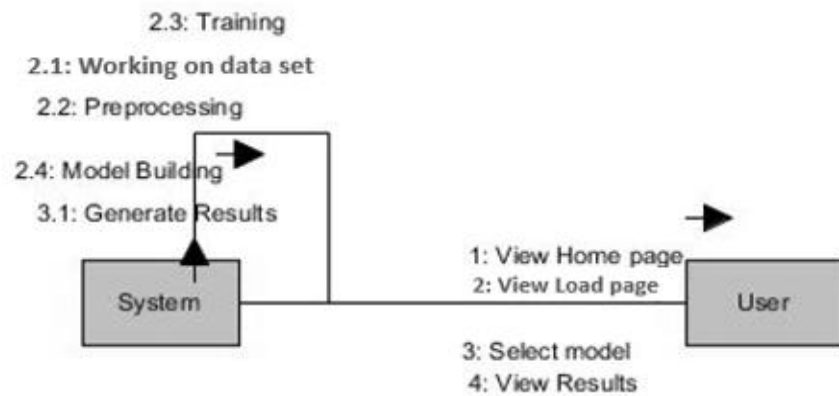 2.3: Training
2.1: Working on data set
2.2: Preprocessing
2.4: Model Building
3.1: Generate Results
System
1: View Home page
2: View Load page
User
3: Select model
4: View Results